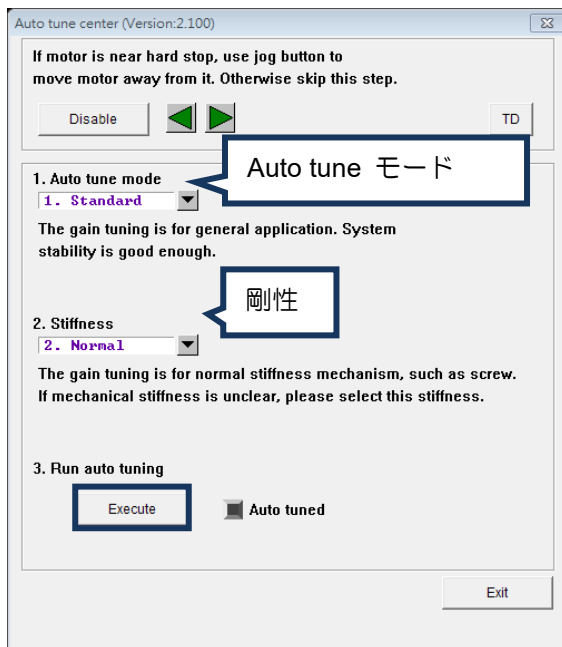 Auto tune center (Version:2.100)
If motor is near hard stop, use jog button to
move motor away from it. Otherwise skip this step.
Disable
TD
Auto tune モード
1. Auto tune mode
1. Standard
The gain tuning is for general application. System
stability is good enough.
剛性
2. Stiffness
2. Normal
The gain tuning is for normal stiffness mechanism, such as screw.
If mechanical stiffness is unclear, please select this stiffness.
3. Run auto tuning
Execute
Auto tuned
Exit